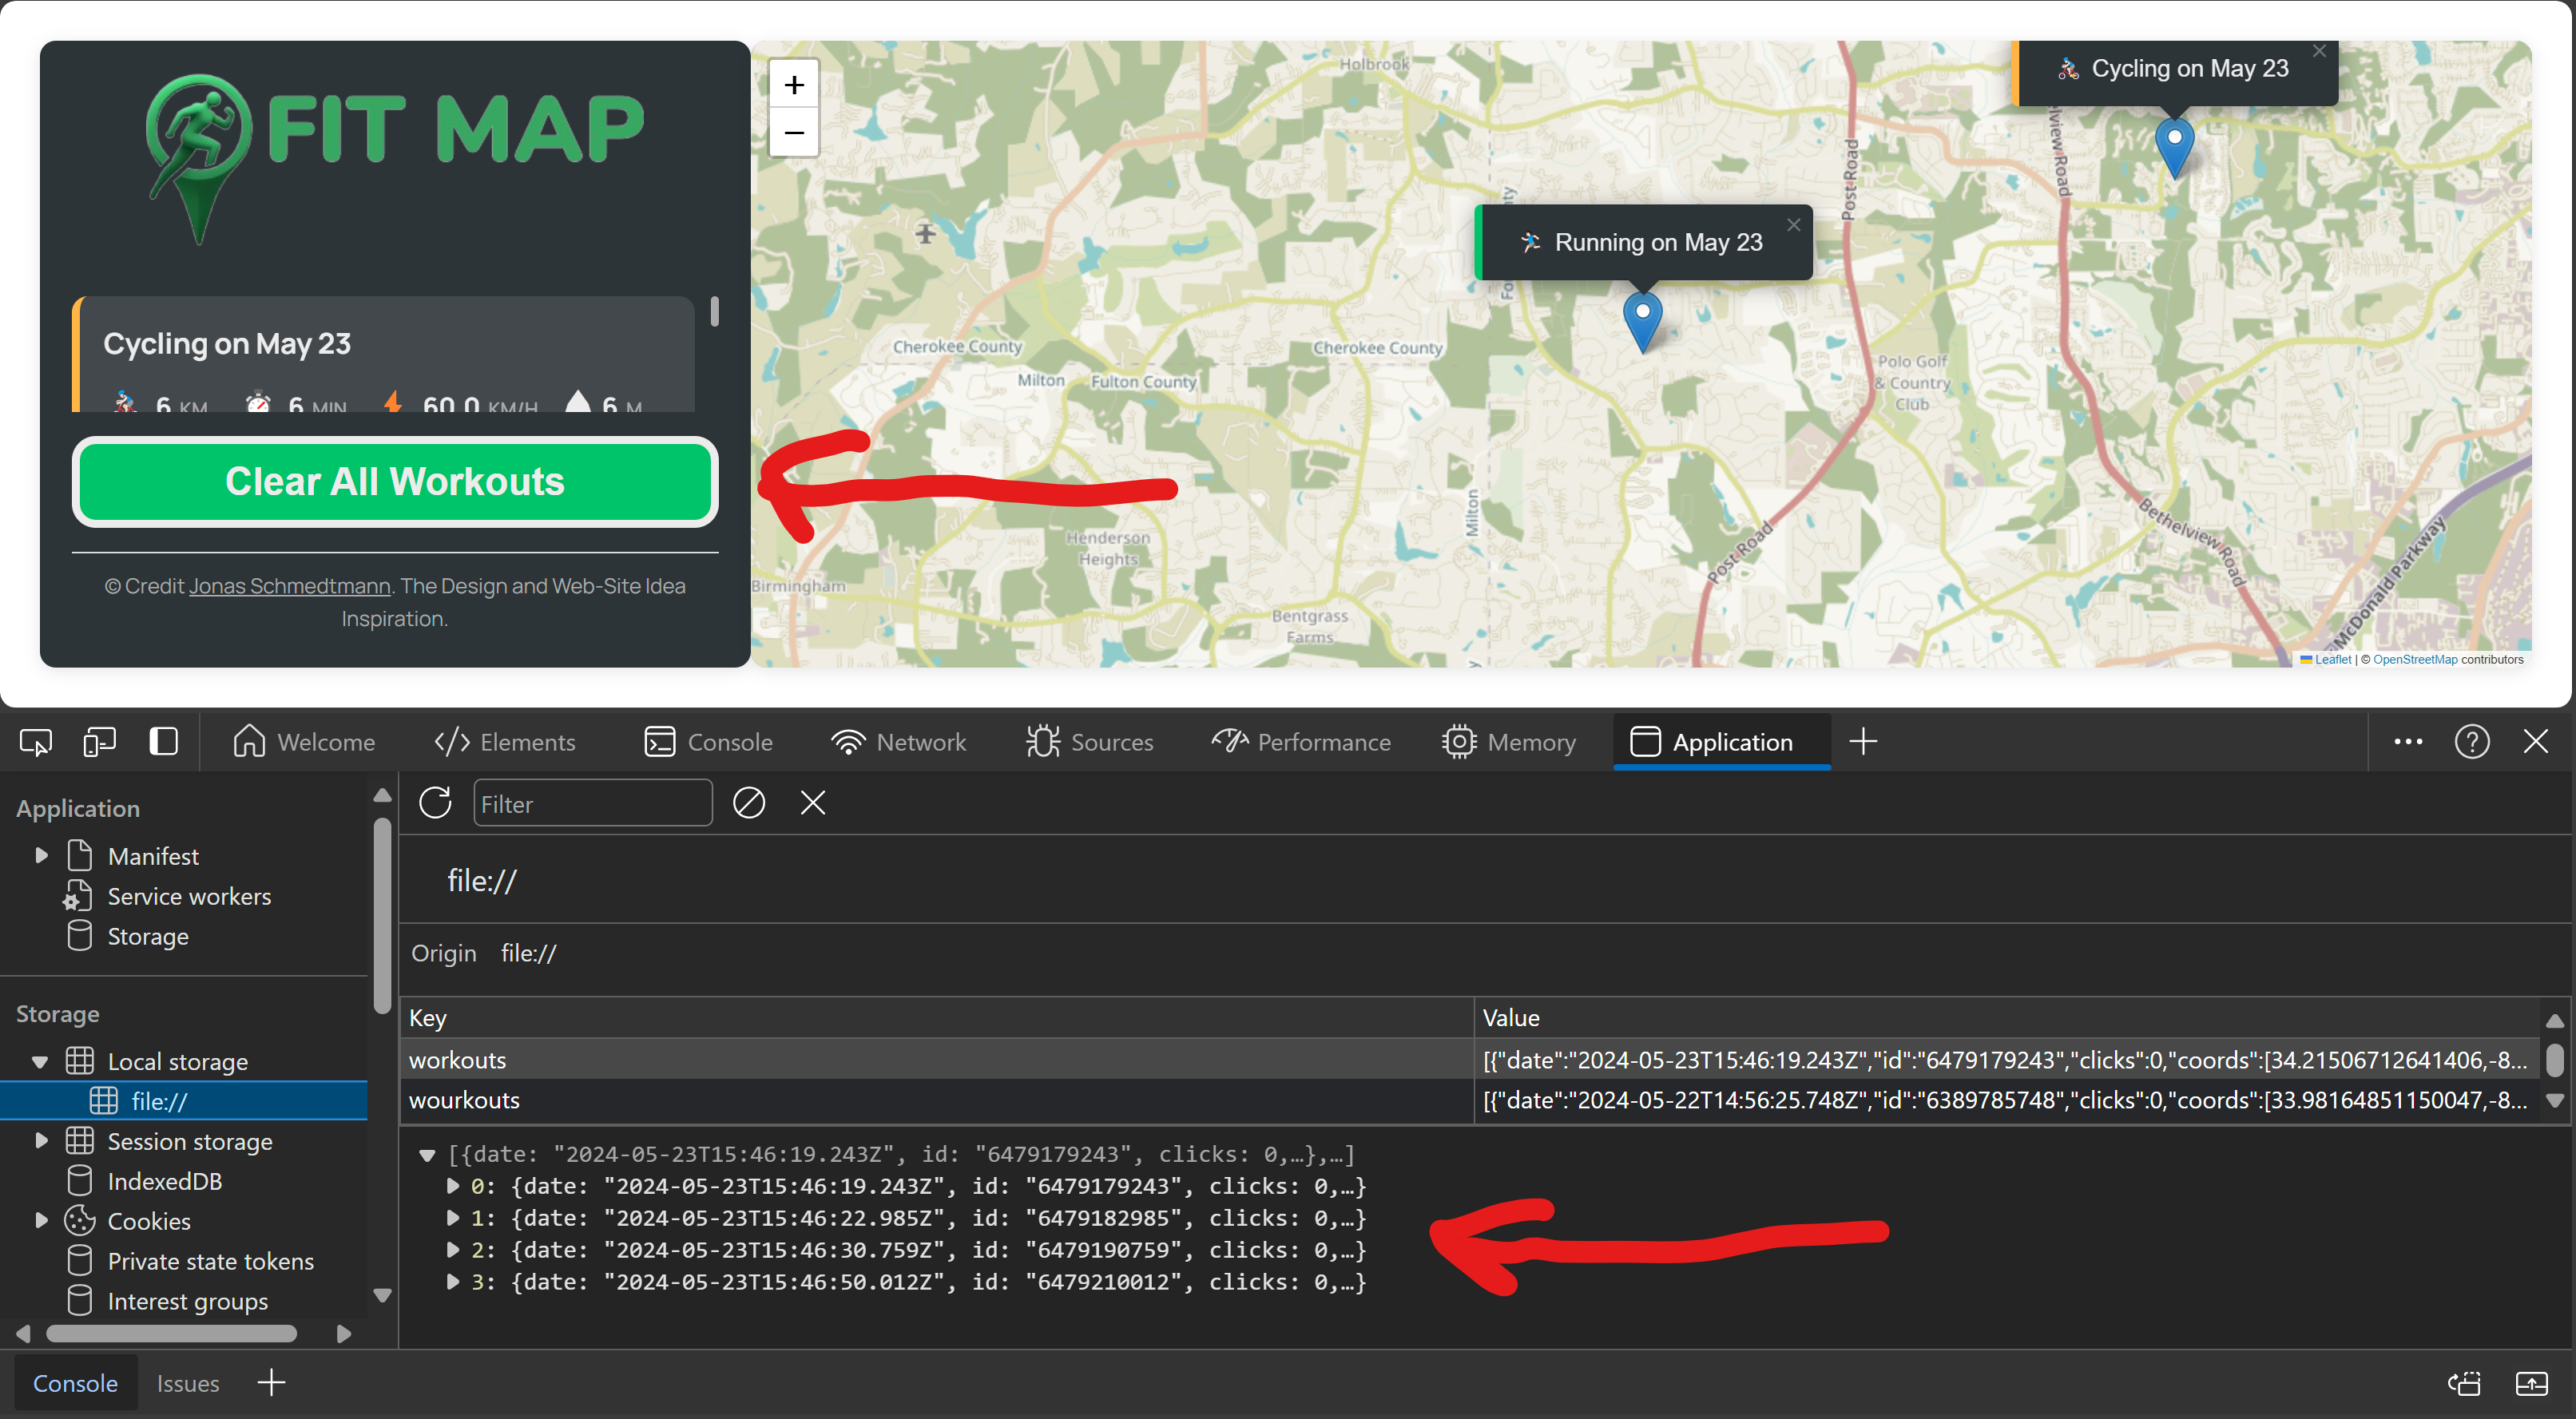 FIT MAP
Cycling on May 23
6 KM 6 MIN 60.0 KM/H 6 M
Clear All Workouts
© Credit Jonas Schmedtmann. The Design and Web-Site Idea
Inspiration.
+
−
Holbrook
Cycling on May 23
×
elview Road
Post Road
Running on May 23
×
Cherokee County
Cherokee County
Milton
Fulton County
Polo Golf
& Country
Club
Milton
Henderson
Heights
Post Road
Bethelview Road
McDonald Parkway
Birmingham
Bentgrass
Farms
Leaflet | © OpenStreetMap contributors
Welcome
Elements
Console
Network
Sources
Performance
Memory
Application
Application
Manifest
Service workers
Storage
Storage
Local storage
file://
Session storage
IndexedDB
Cookies
Private state tokens
Interest groups
Filter
file://
Origin file://
Key Value
workouts [{"date":"2024-05-23T15:46:19.243Z","id":"6479179243","clicks":0,"coords":[34.21506712641406,-8...
wourkouts [{"date":"2024-05-22T14:56:25.748Z","id":"6389785748","clicks":0,"coords":[33.98164851150047,-8...
[{date: "2024-05-23T15:46:19.243Z", id: "6479179243", clicks: 0,…},…]
0: {date: "2024-05-23T15:46:19.243Z", id: "6479179243", clicks: 0,…}
1: {date: "2024-05-23T15:46:22.985Z", id: "6479182985", clicks: 0,…}
2: {date: "2024-05-23T15:46:30.759Z", id: "6479190759", clicks: 0,…}
3: {date: "2024-05-23T15:46:50.012Z", id: "6479210012", clicks: 0,…}
Console
Issues